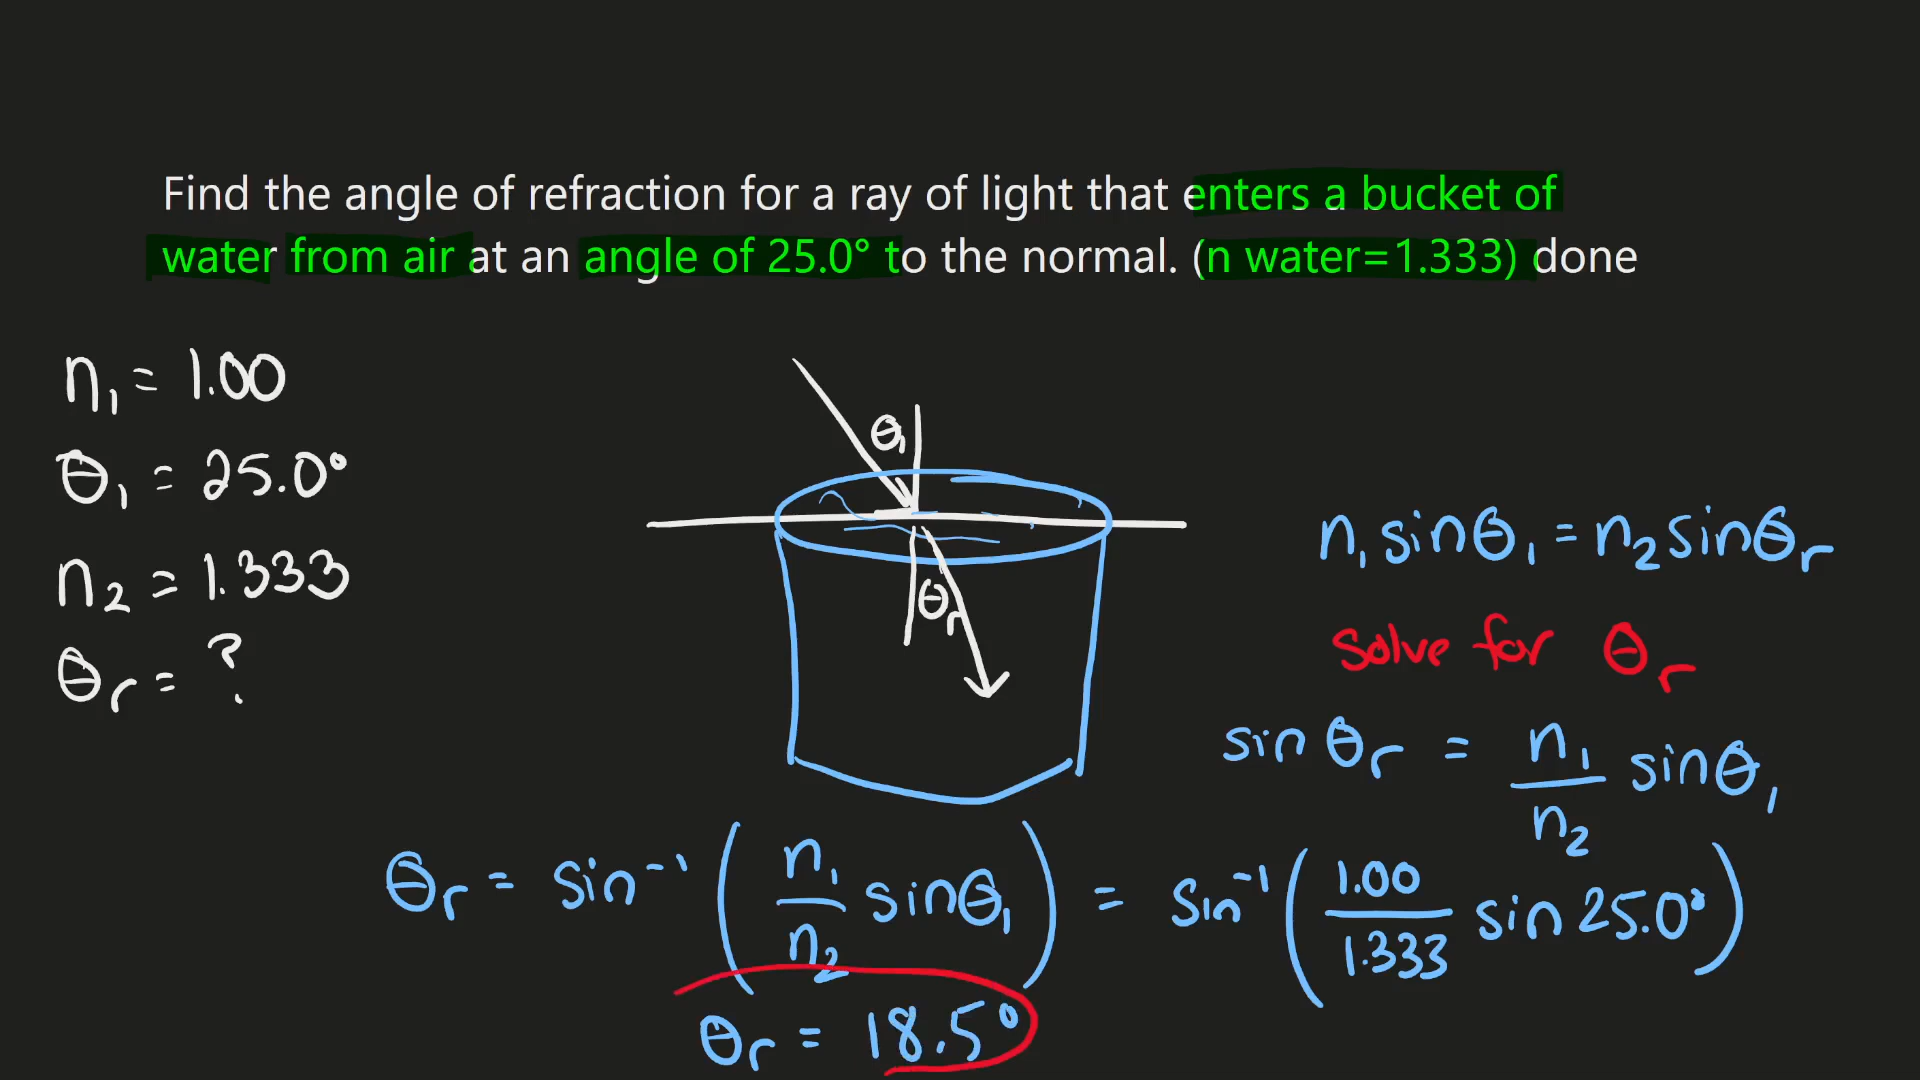 Find the angle of refraction for a ray of light that enters a bucket of
water from air at an angle of 25.0° to the normal. (n water=1.333) done
n₁ = 1.00
θ₁ = 25.0°
n₂ = 1.333
θr = ?
θ₁
θr
n₁ sinθ₁ = n₂ sinθr
Solve for θr
sin θr = n₁/n₂ sinθ₁
θr = sin⁻¹ (n₁/n₂ sinθ₁) = sin⁻¹ (1.00/1.333 sin 25.0°)
θr = 18.5°